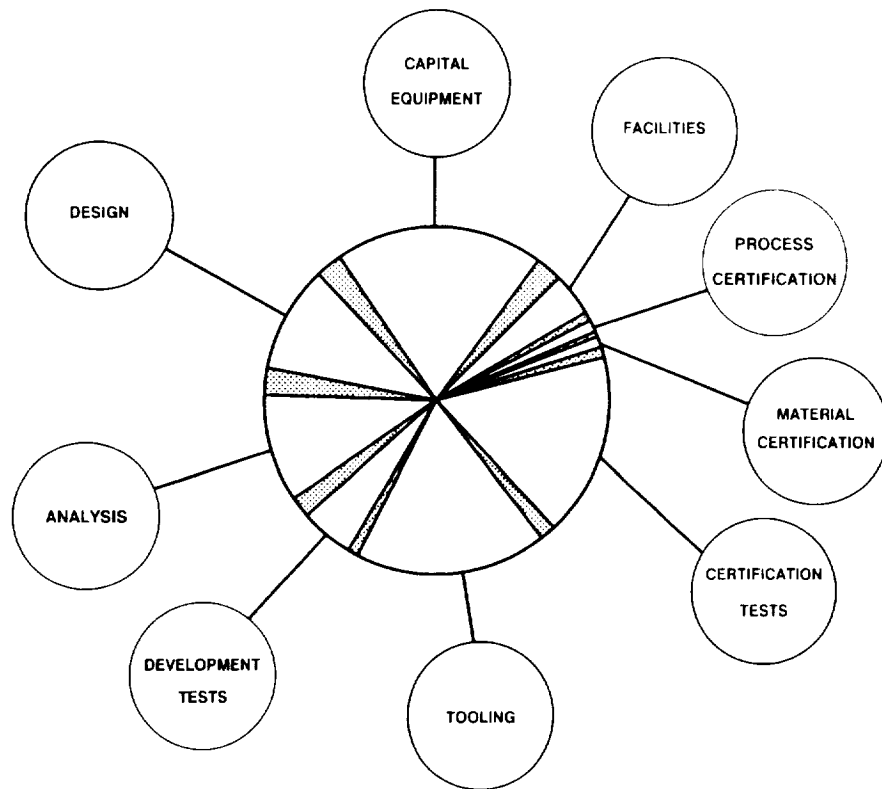 CAPITAL
EQUIPMENT
FACILITIES
PROCESS
CERTIFICATION
MATERIAL
CERTIFICATION
CERTIFICATION
TESTS
TOOLING
DEVELOPMENT
TESTS
ANALYSIS
DESIGN